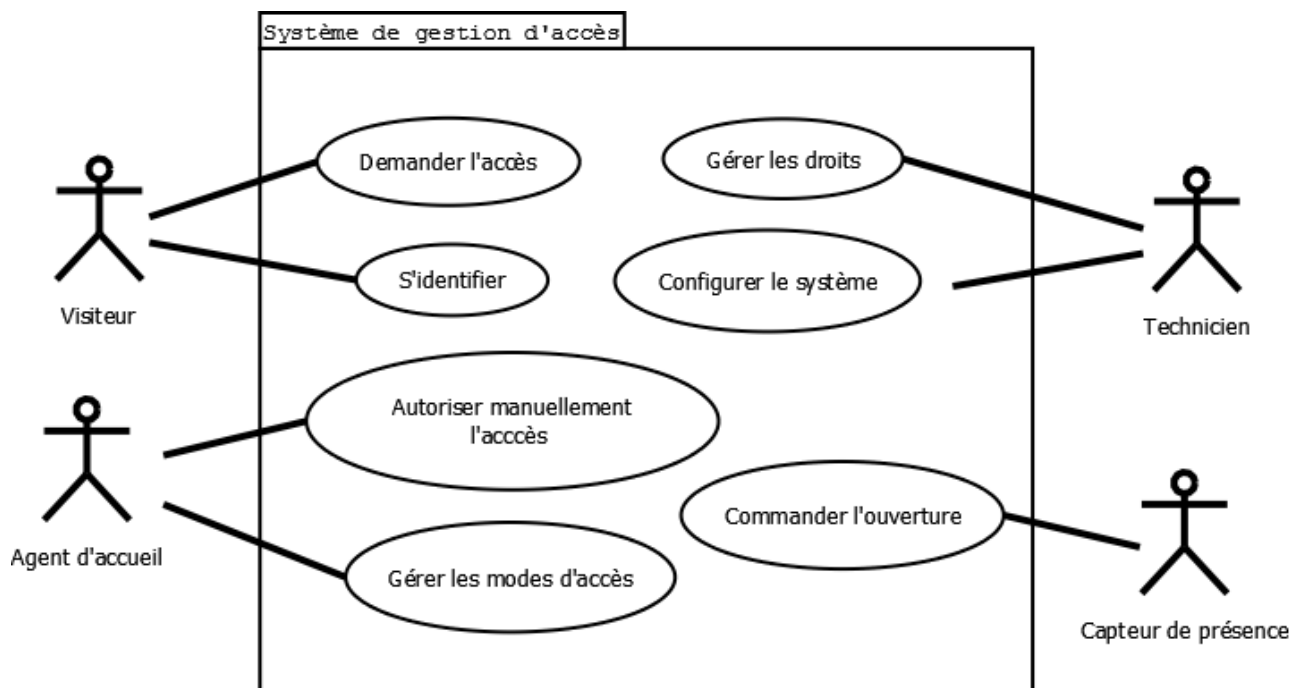 Système de gestion d'accès
Demander l'accès
Gérer les droits
S'identifier
Configurer le système
Visiteur
Technicien
Autoriser manuellement
l'acccès
Commander l'ouverture
Agent d'accueil
Gérer les modes d'accès
Capteur de présence